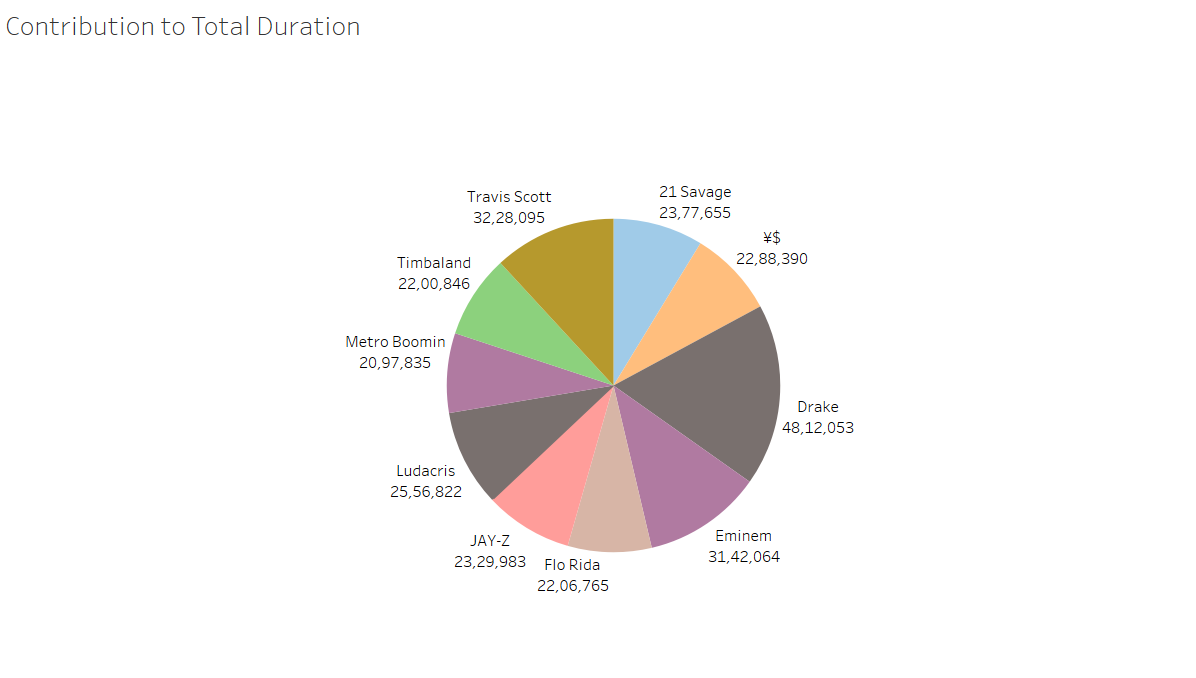 Contribution to Total Duration
21 Savage
23,77,655
¥$
22,88,390
Drake
48,12,053
Eminem
31,42,064
Flo Rida
22,06,765
JAY-Z
23,29,983
Ludacris
25,56,822
Metro Boomin
20,97,835
Timbaland
22,00,846
Travis Scott
32,28,095